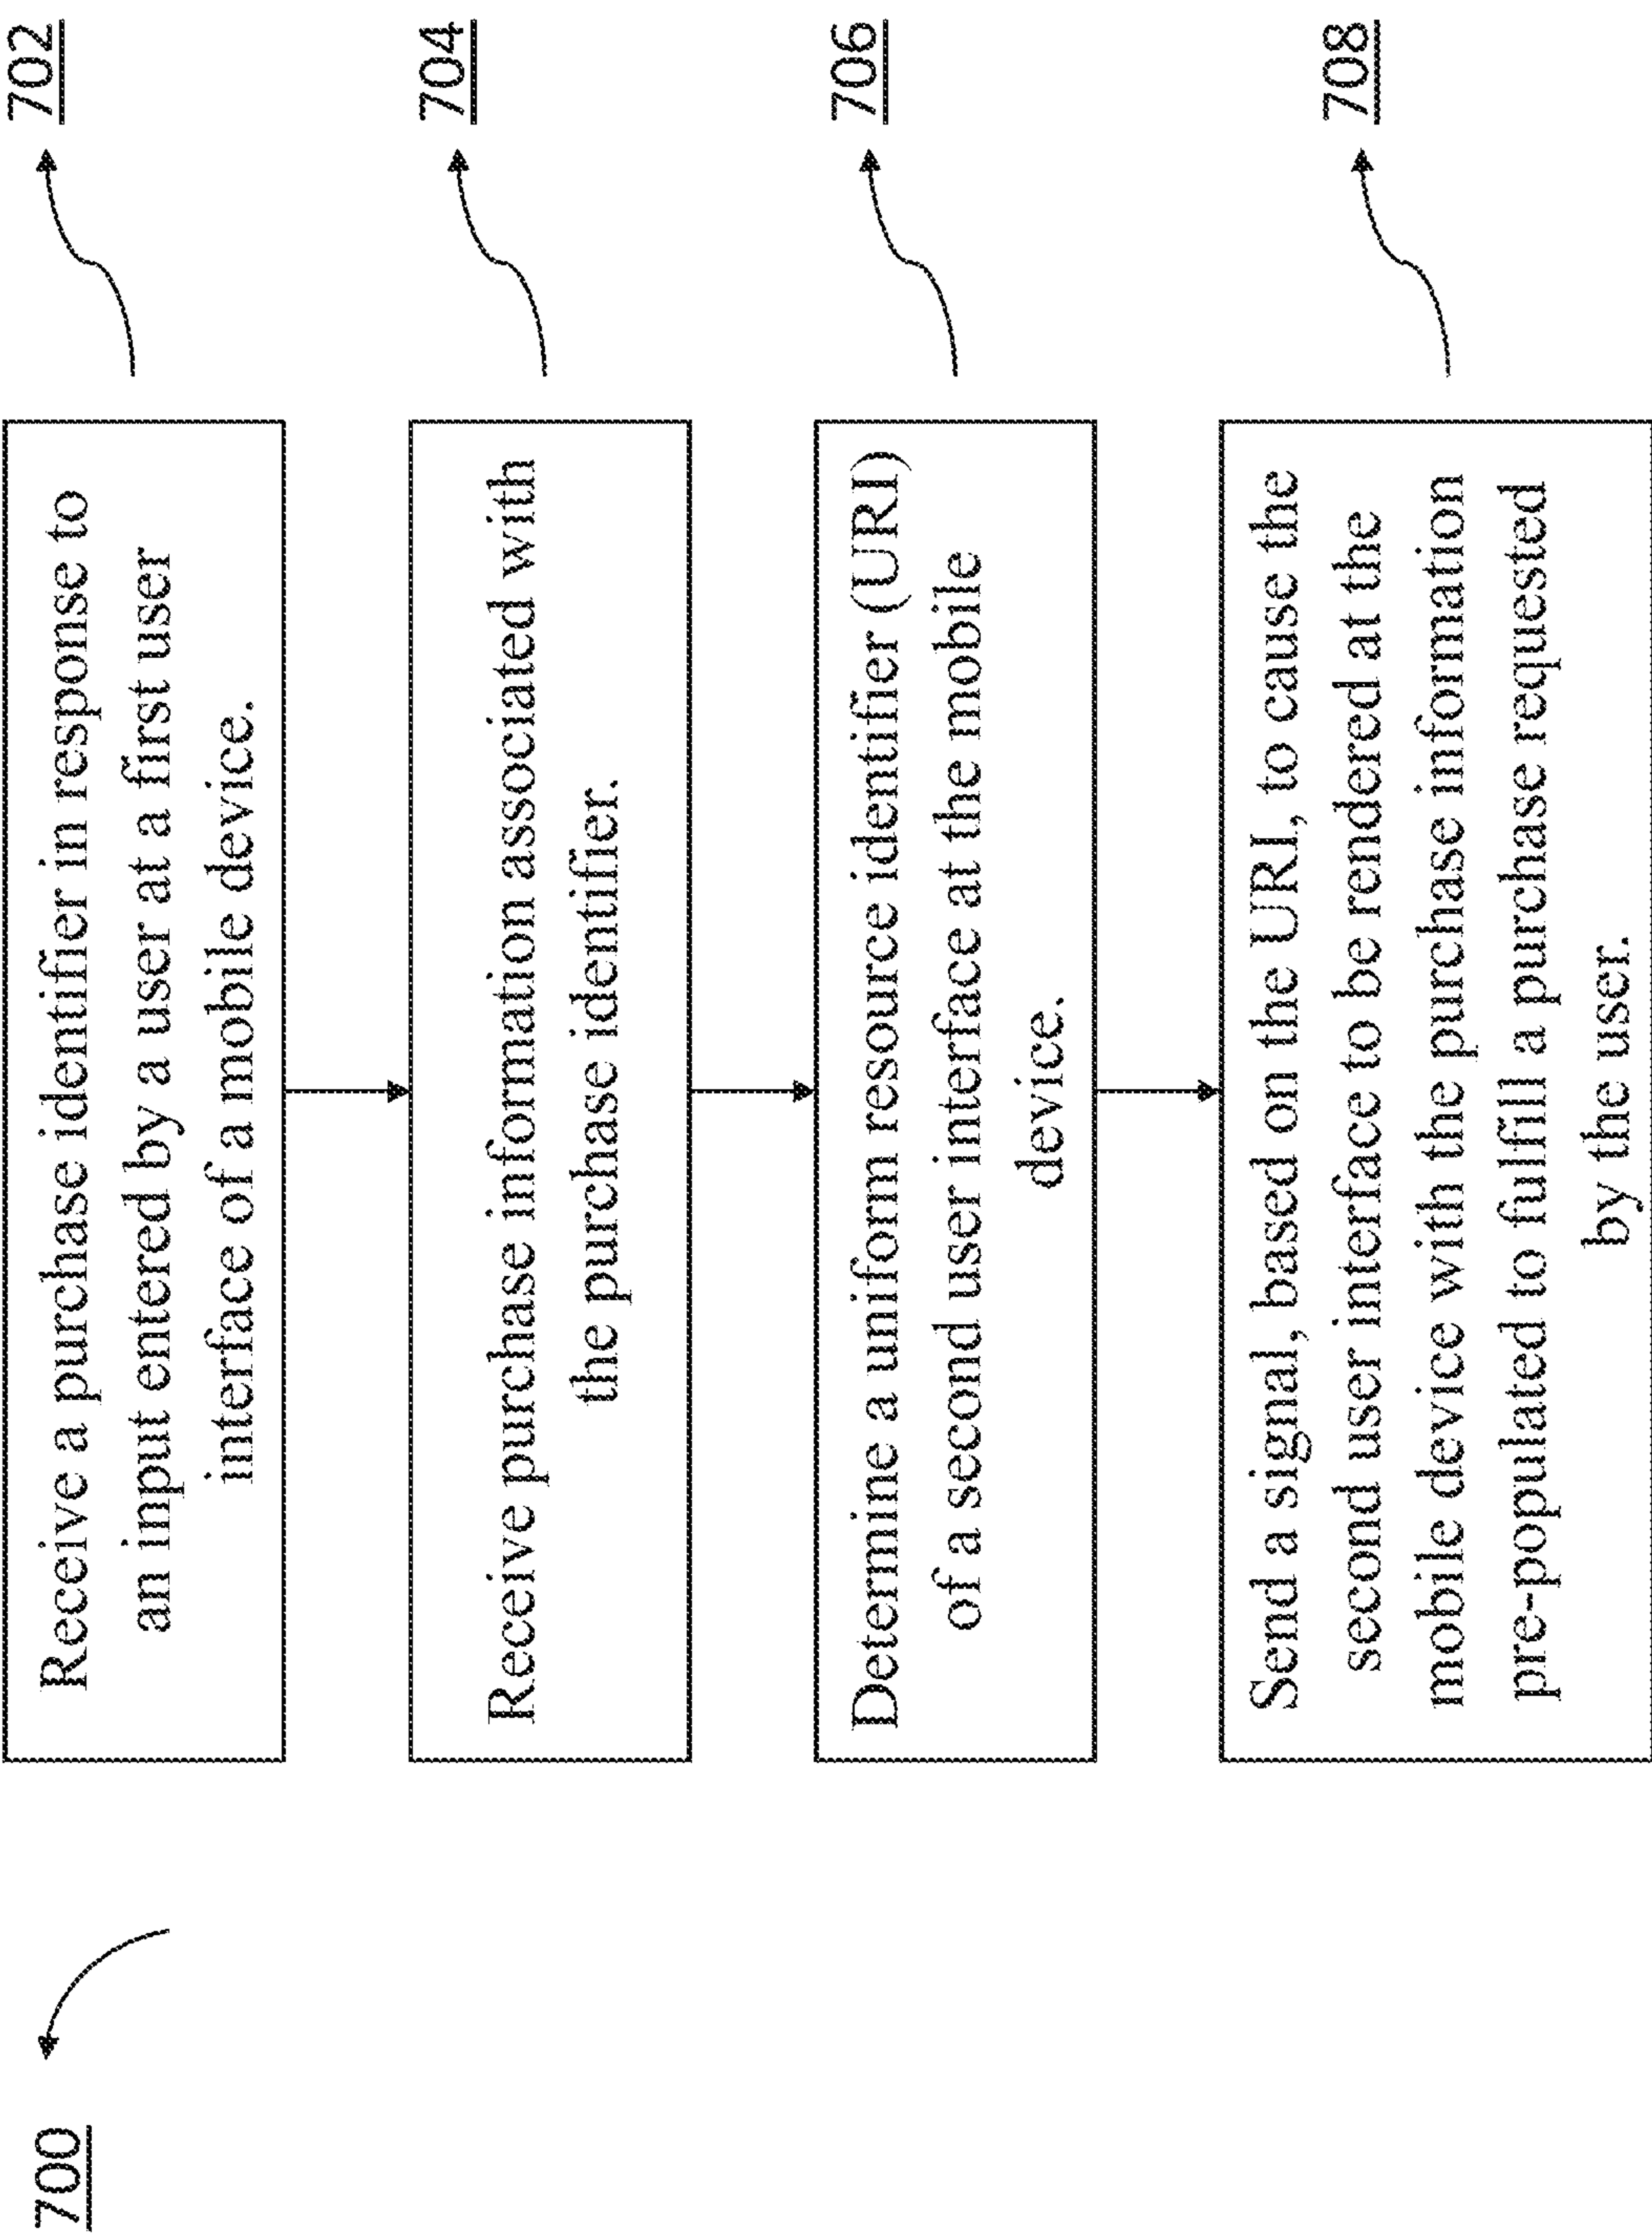 700
Receive a purchase identifier in response to
an input entered by a user at a first user
interface of a mobile device.
702
Receive purchase information associated with
the purchase identifier.
704
Determine a uniform resource identifier (URI)
of a second user interface at the mobile
device.
706
Send a signal, based on the URI, to cause the
second user interface to be rendered at the
mobile device with the purchase information
pre-populated to fulfill a purchase requested
by the user.
708